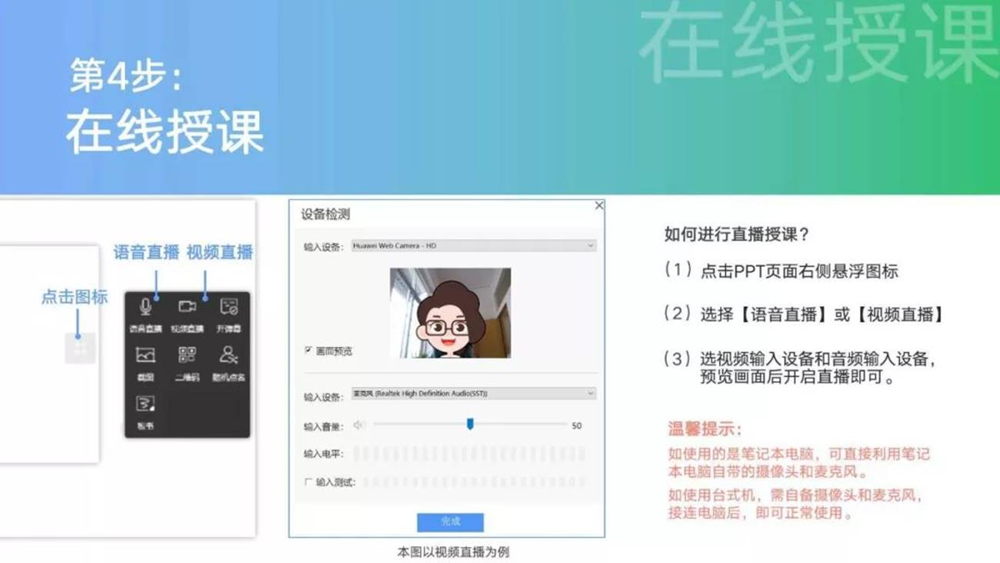 在线授课
第4步：
在线授课
语音直播 视频直播
点击图标
语音直播 视频直播 开弹幕
截图 二维码 随机点名
板书
设备检测
输入设备： Huawei Web Camera - HD
画面预览
输入设备： 麦克风 (Realtek High Definition Audio(SST))
输入音量： 50
输入电平：
输入测试：
完成
本图以视频直播为例
如何进行直播授课？
（1）点击PPT页面右侧悬浮图标
（2）选择【语音直播】或【视频直播】
（3）选视频输入设备和音频输入设备，
预览画面后开启直播即可。
温馨提示：
如使用的是笔记本电脑，可直接利用笔记
本电脑自带的摄像头和麦克风。
如使用台式机，需自备摄像头和麦克风，
接连电脑后，即可正常使用。